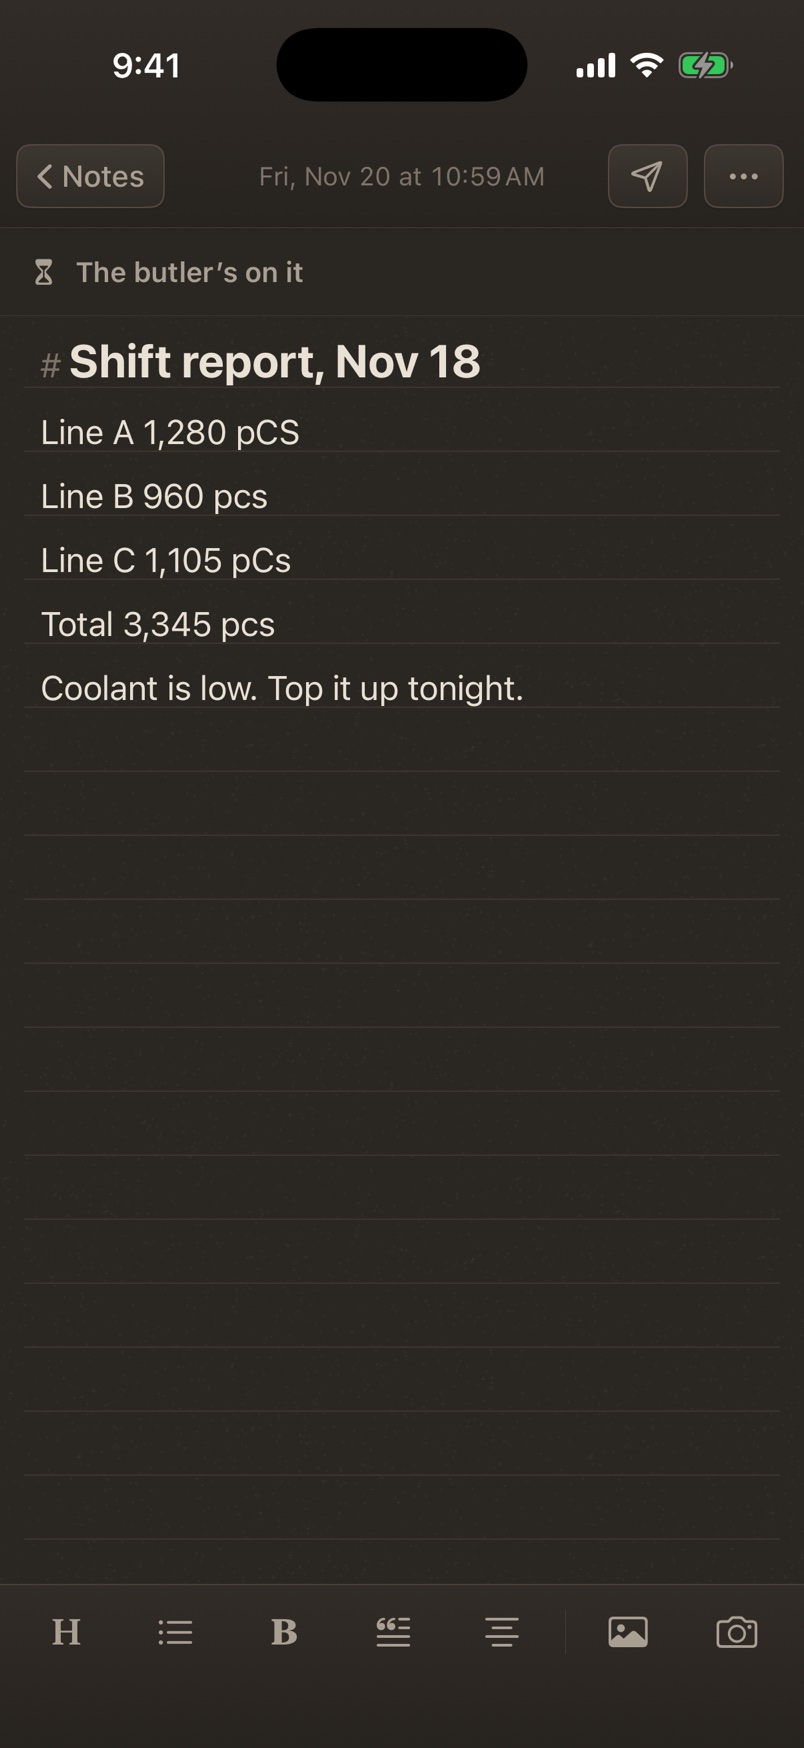 9:41
Notes
Fri, Nov 20 at 10:59 AM
The butler's on it
# Shift report, Nov 18
Line A 1,280 pCS
Line B 960 pcs
Line C 1,105 pCs
Total 3,345 pcs
Coolant is low. Top it up tonight.
H B